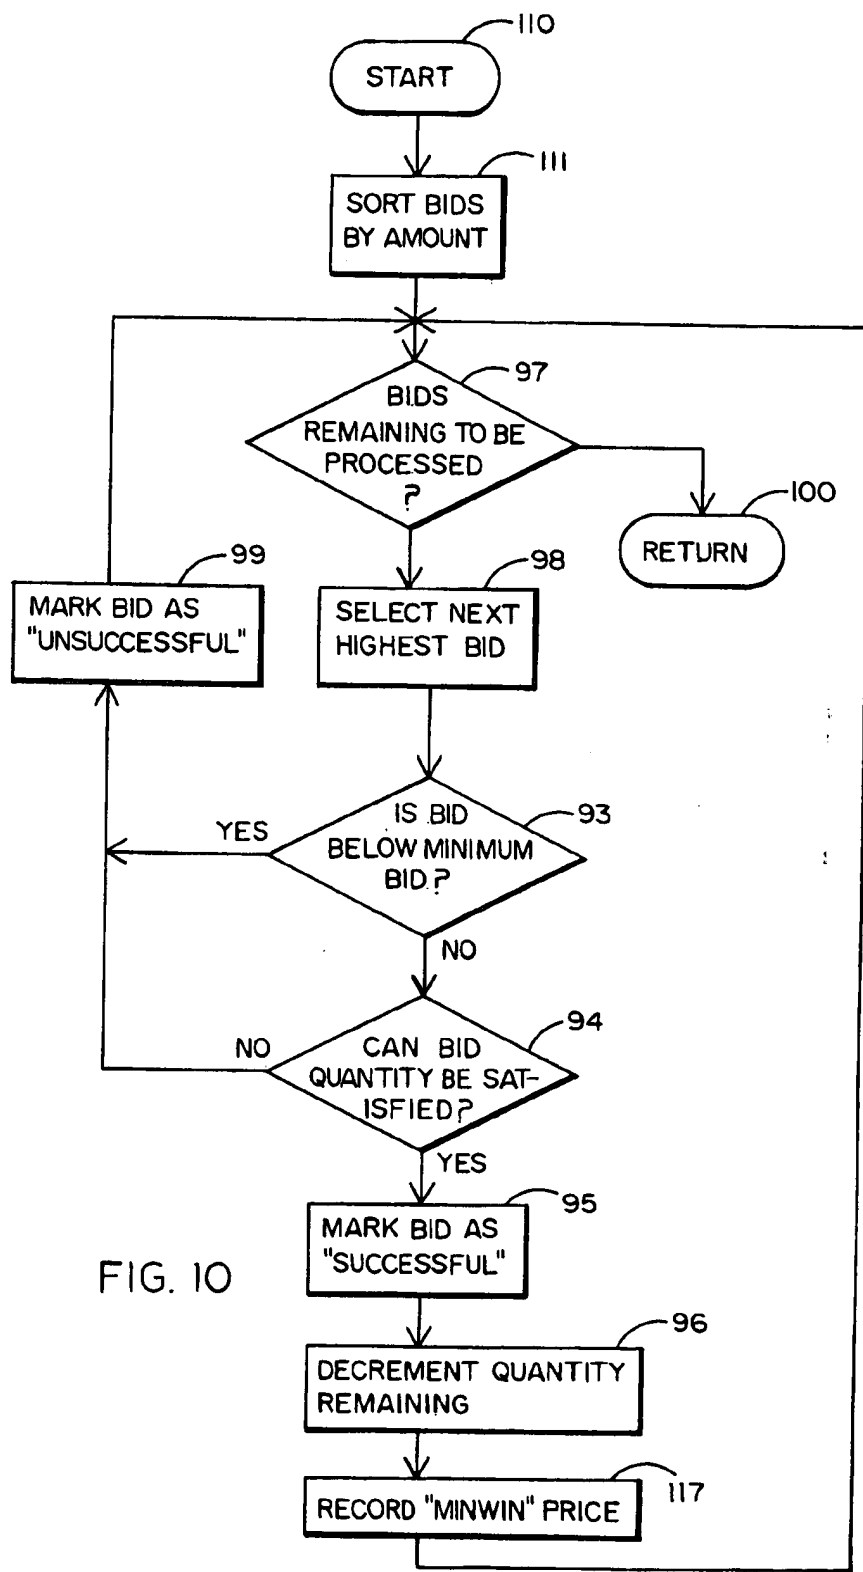 110
START
111
SORT BIDS
BY AMOUNT
97
BIDS
REMAINING TO BE
PROCESSED
?
100
RETURN
99
MARK BID AS
"UNSUCCESSFUL"
98
SELECT NEXT
HIGHEST BID
93
YES
IS BID
BELOW MINIMUM
BID?
NO
94
NO
CAN BID
QUANTITY BE SAT-
ISFIED?
YES
95
MARK BID AS
"SUCCESSFUL"
FIG. 10
96
DECREMENT QUANTITY
REMAINING
117
RECORD "MINWIN" PRICE